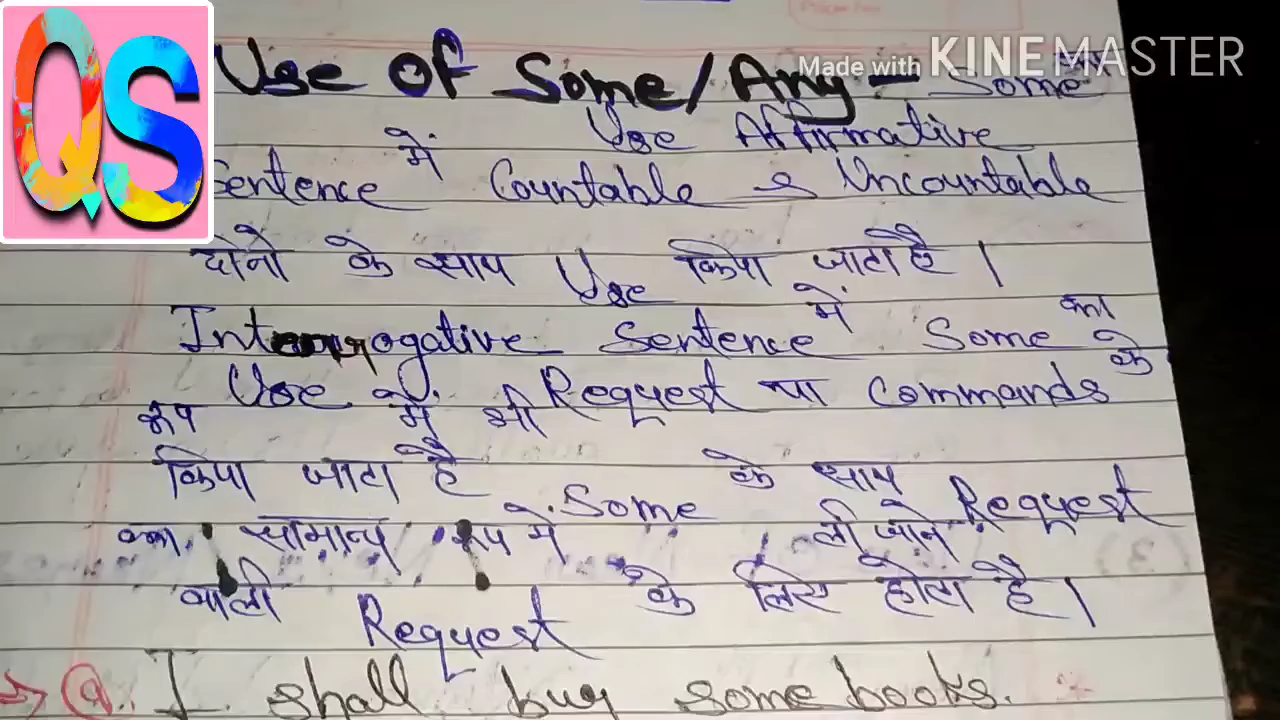 QS
Made with KINEMASTER
Use Of Some/Any - Some का
में Use Affirmative
Sentence Countable & Uncountable
दोनो के साथ Use किया जाता है ।
Interrogative Sentence में Some का
Use Request या Commands के
रूप में भी
किया जाता है Some के साथ Request
का सामान्य रूप में ली जाने
वाली Request के लिए होता है ।
→ (a). I shall buy some books.